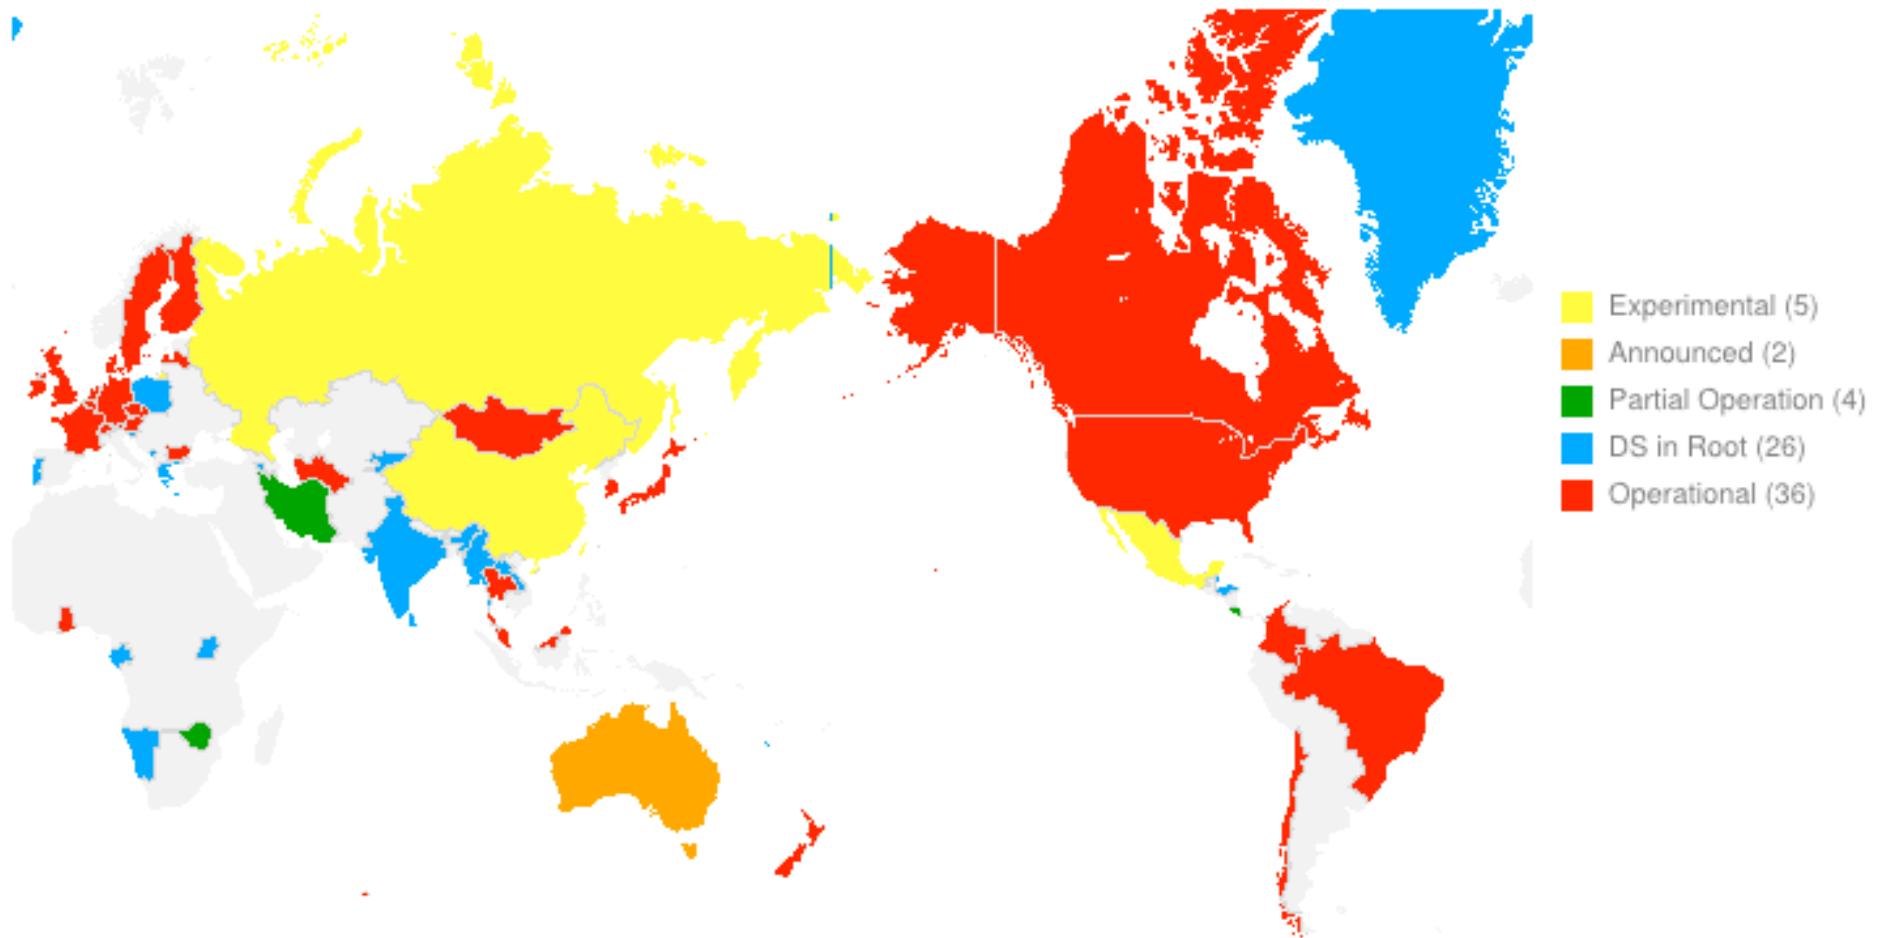 Experimental (5)
Announced (2)
Partial Operation (4)
DS in Root (26)
Operational (36)